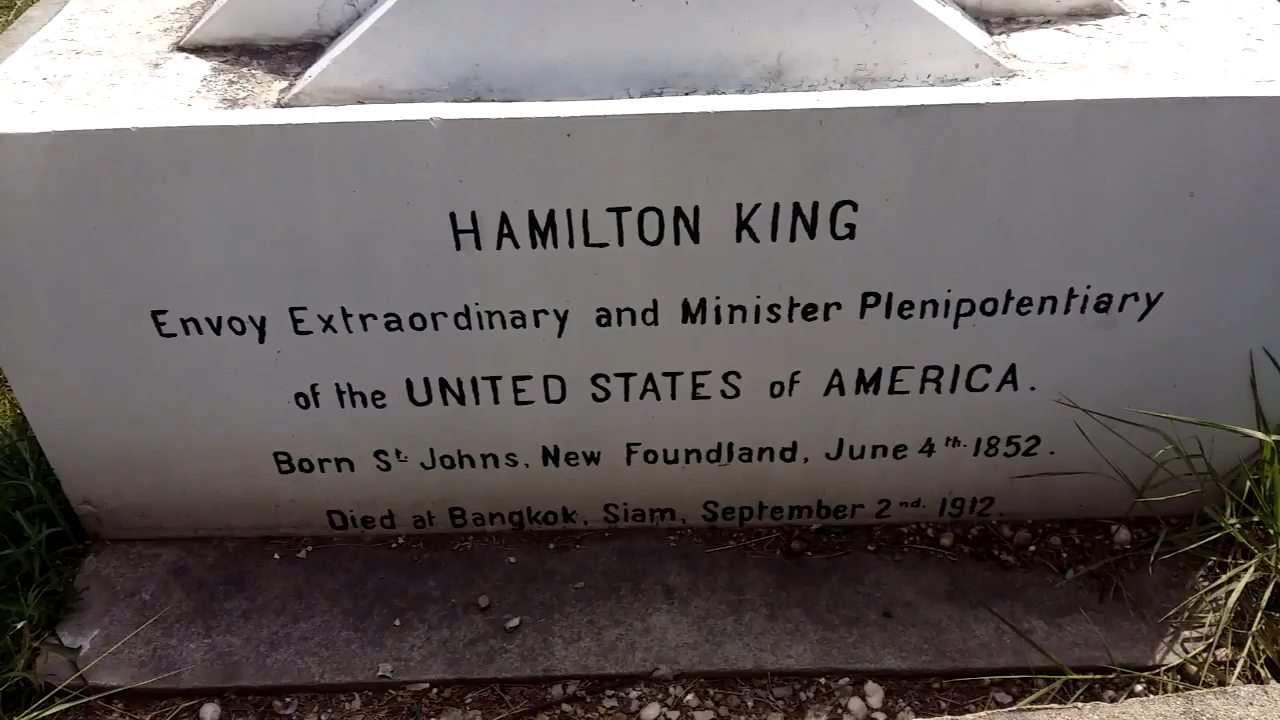 HAMILTON KING
Envoy Extraordinary and Minister Plenipotentiary
of the UNITED STATES of AMERICA.
Born St. Johns, New Foundland, June 4th. 1852.
Died at Bangkok, Siam, September 2nd. 1912.